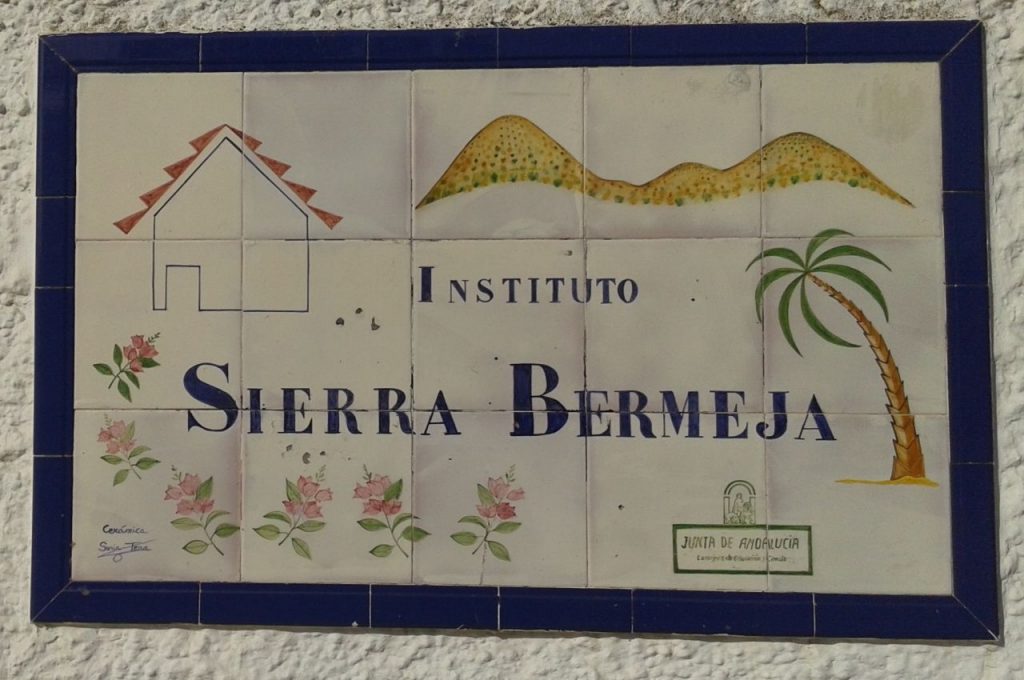 INSTITUTO
SIERRA BERMEJA
Cerámica
JUNTA DE ANDALUCIA